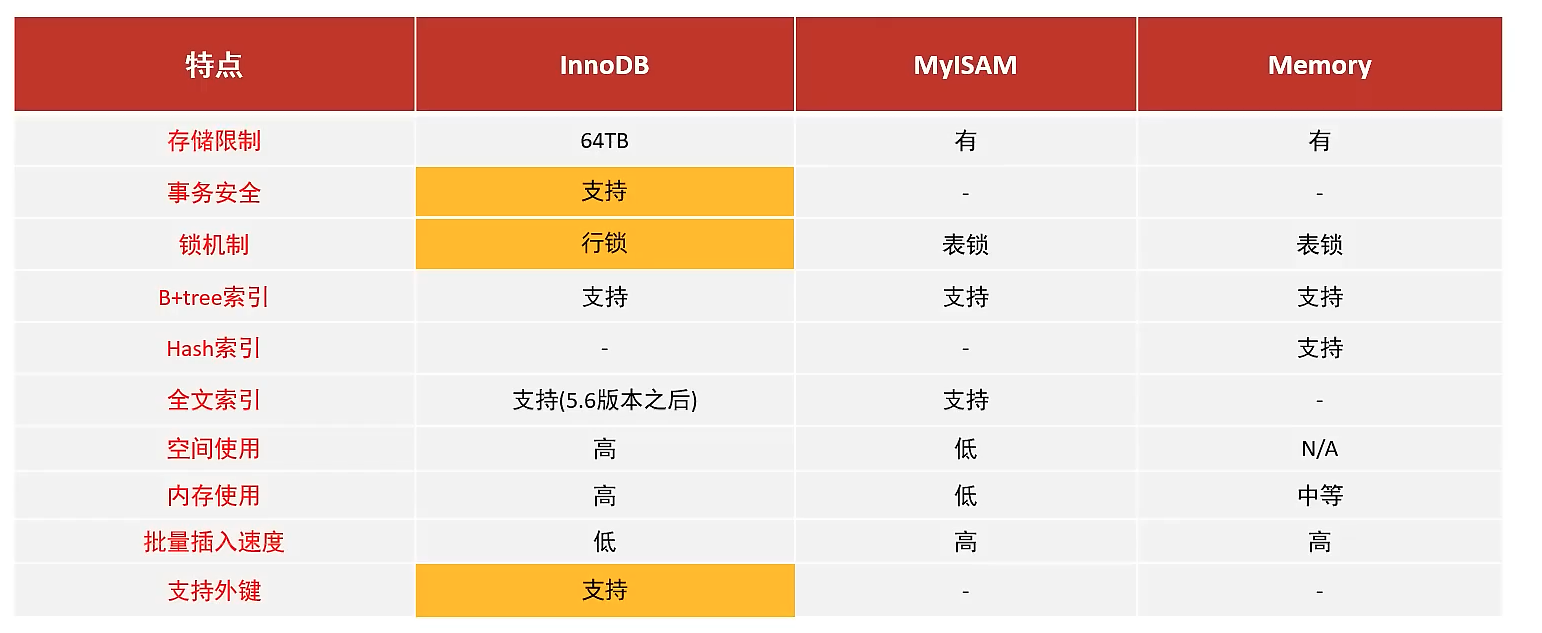 特点 InnoDB MyISAM Memory
存储限制 64TB 有 有
事务安全 支持 - -
锁机制 行锁 表锁 表锁
B+tree索引 支持 支持 支持
Hash索引 - - 支持
全文索引 支持(5.6版本之后) 支持 -
空间使用 高 低 N/A
内存使用 高 低 中等
批量插入速度 低 高 高
支持外键 支持 - -